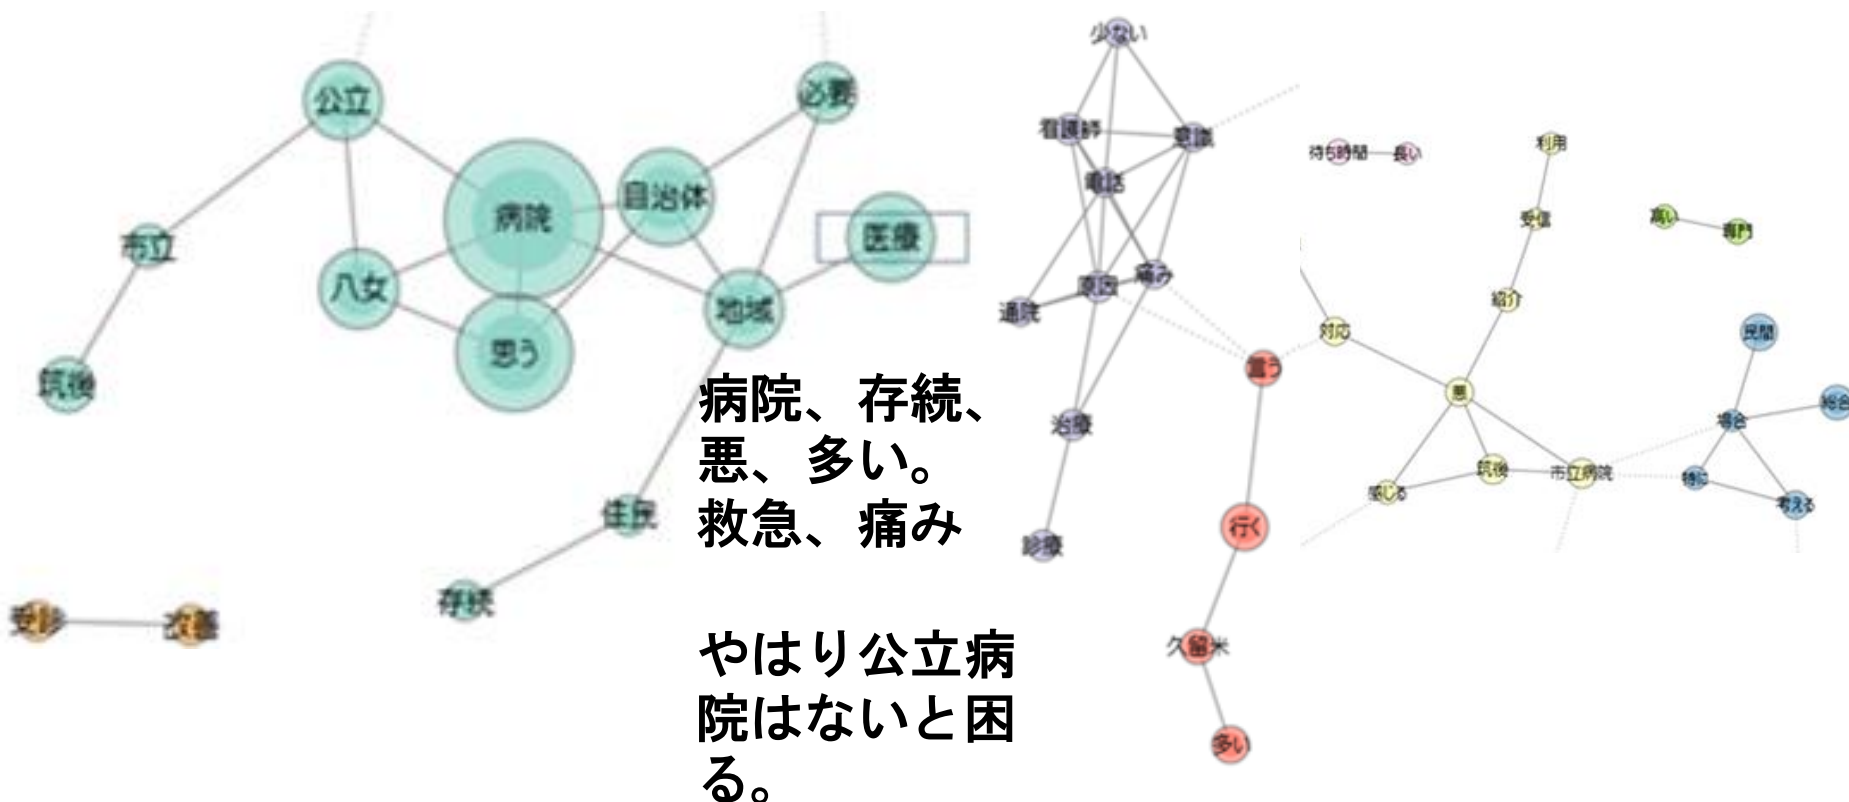 公立
必要
病院
自治体
医療
市立
八女
思う
地域
筑後
住民
存続
病院、存続、
悪、多い。
救急、痛み
やはり公立病
院はないと困
る。
少ない
看護師
意識
電話
原因
痛み
通院
治療
診療
言う
行く
久留米
多い
待ち時間
長い
利用
受信
紹介
対応
悪
筑後
市立病院
感じる
高い
専門
民間
総合
場合
特に
考える